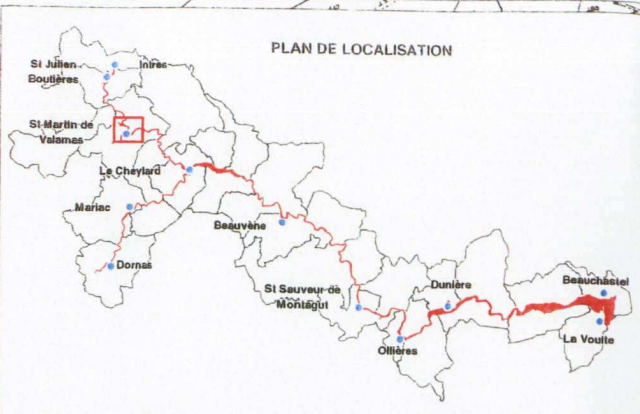 PLAN DE LOCALISATION
St Julien
Boutières
Intres
St Martin de
Valamas
Le Cheylard
Mariac
Beauvène
Dornas
St Sauveur de
Montagut
Dunière
Beauchastel
Ollières
La Voulte